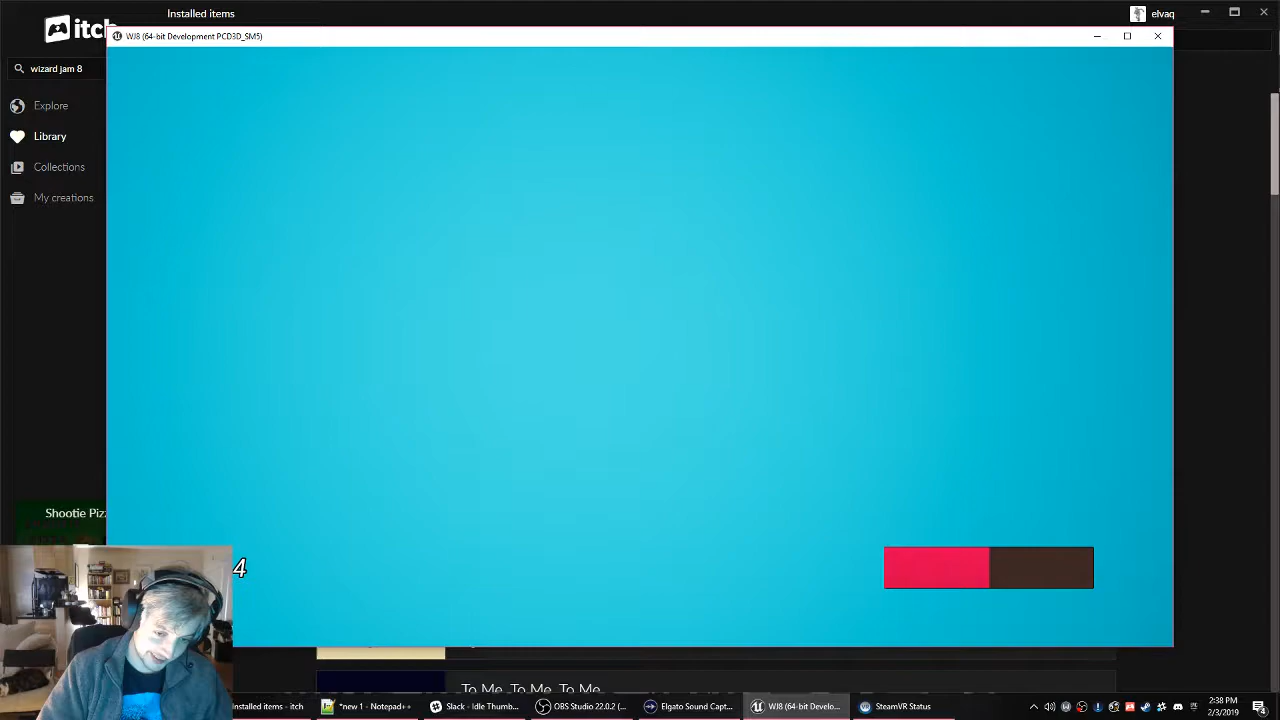 Installed items
elvaq
itch
WJ8 (64-bit Development PCD3D_SM5)
wizard jam 8
Explore
Library
Collections
My creations
Shootie Pizz
4
To Me, To Me, To Me
Installed items - itch
*new 1 - Notepad++
Slack - Idle Thumb...
OBS Studio 22.0.2 (...
Elgato Sound Capt...
WJ8 (64-bit Develo...
SteamVR Status
2:38 PM
2/3/2019